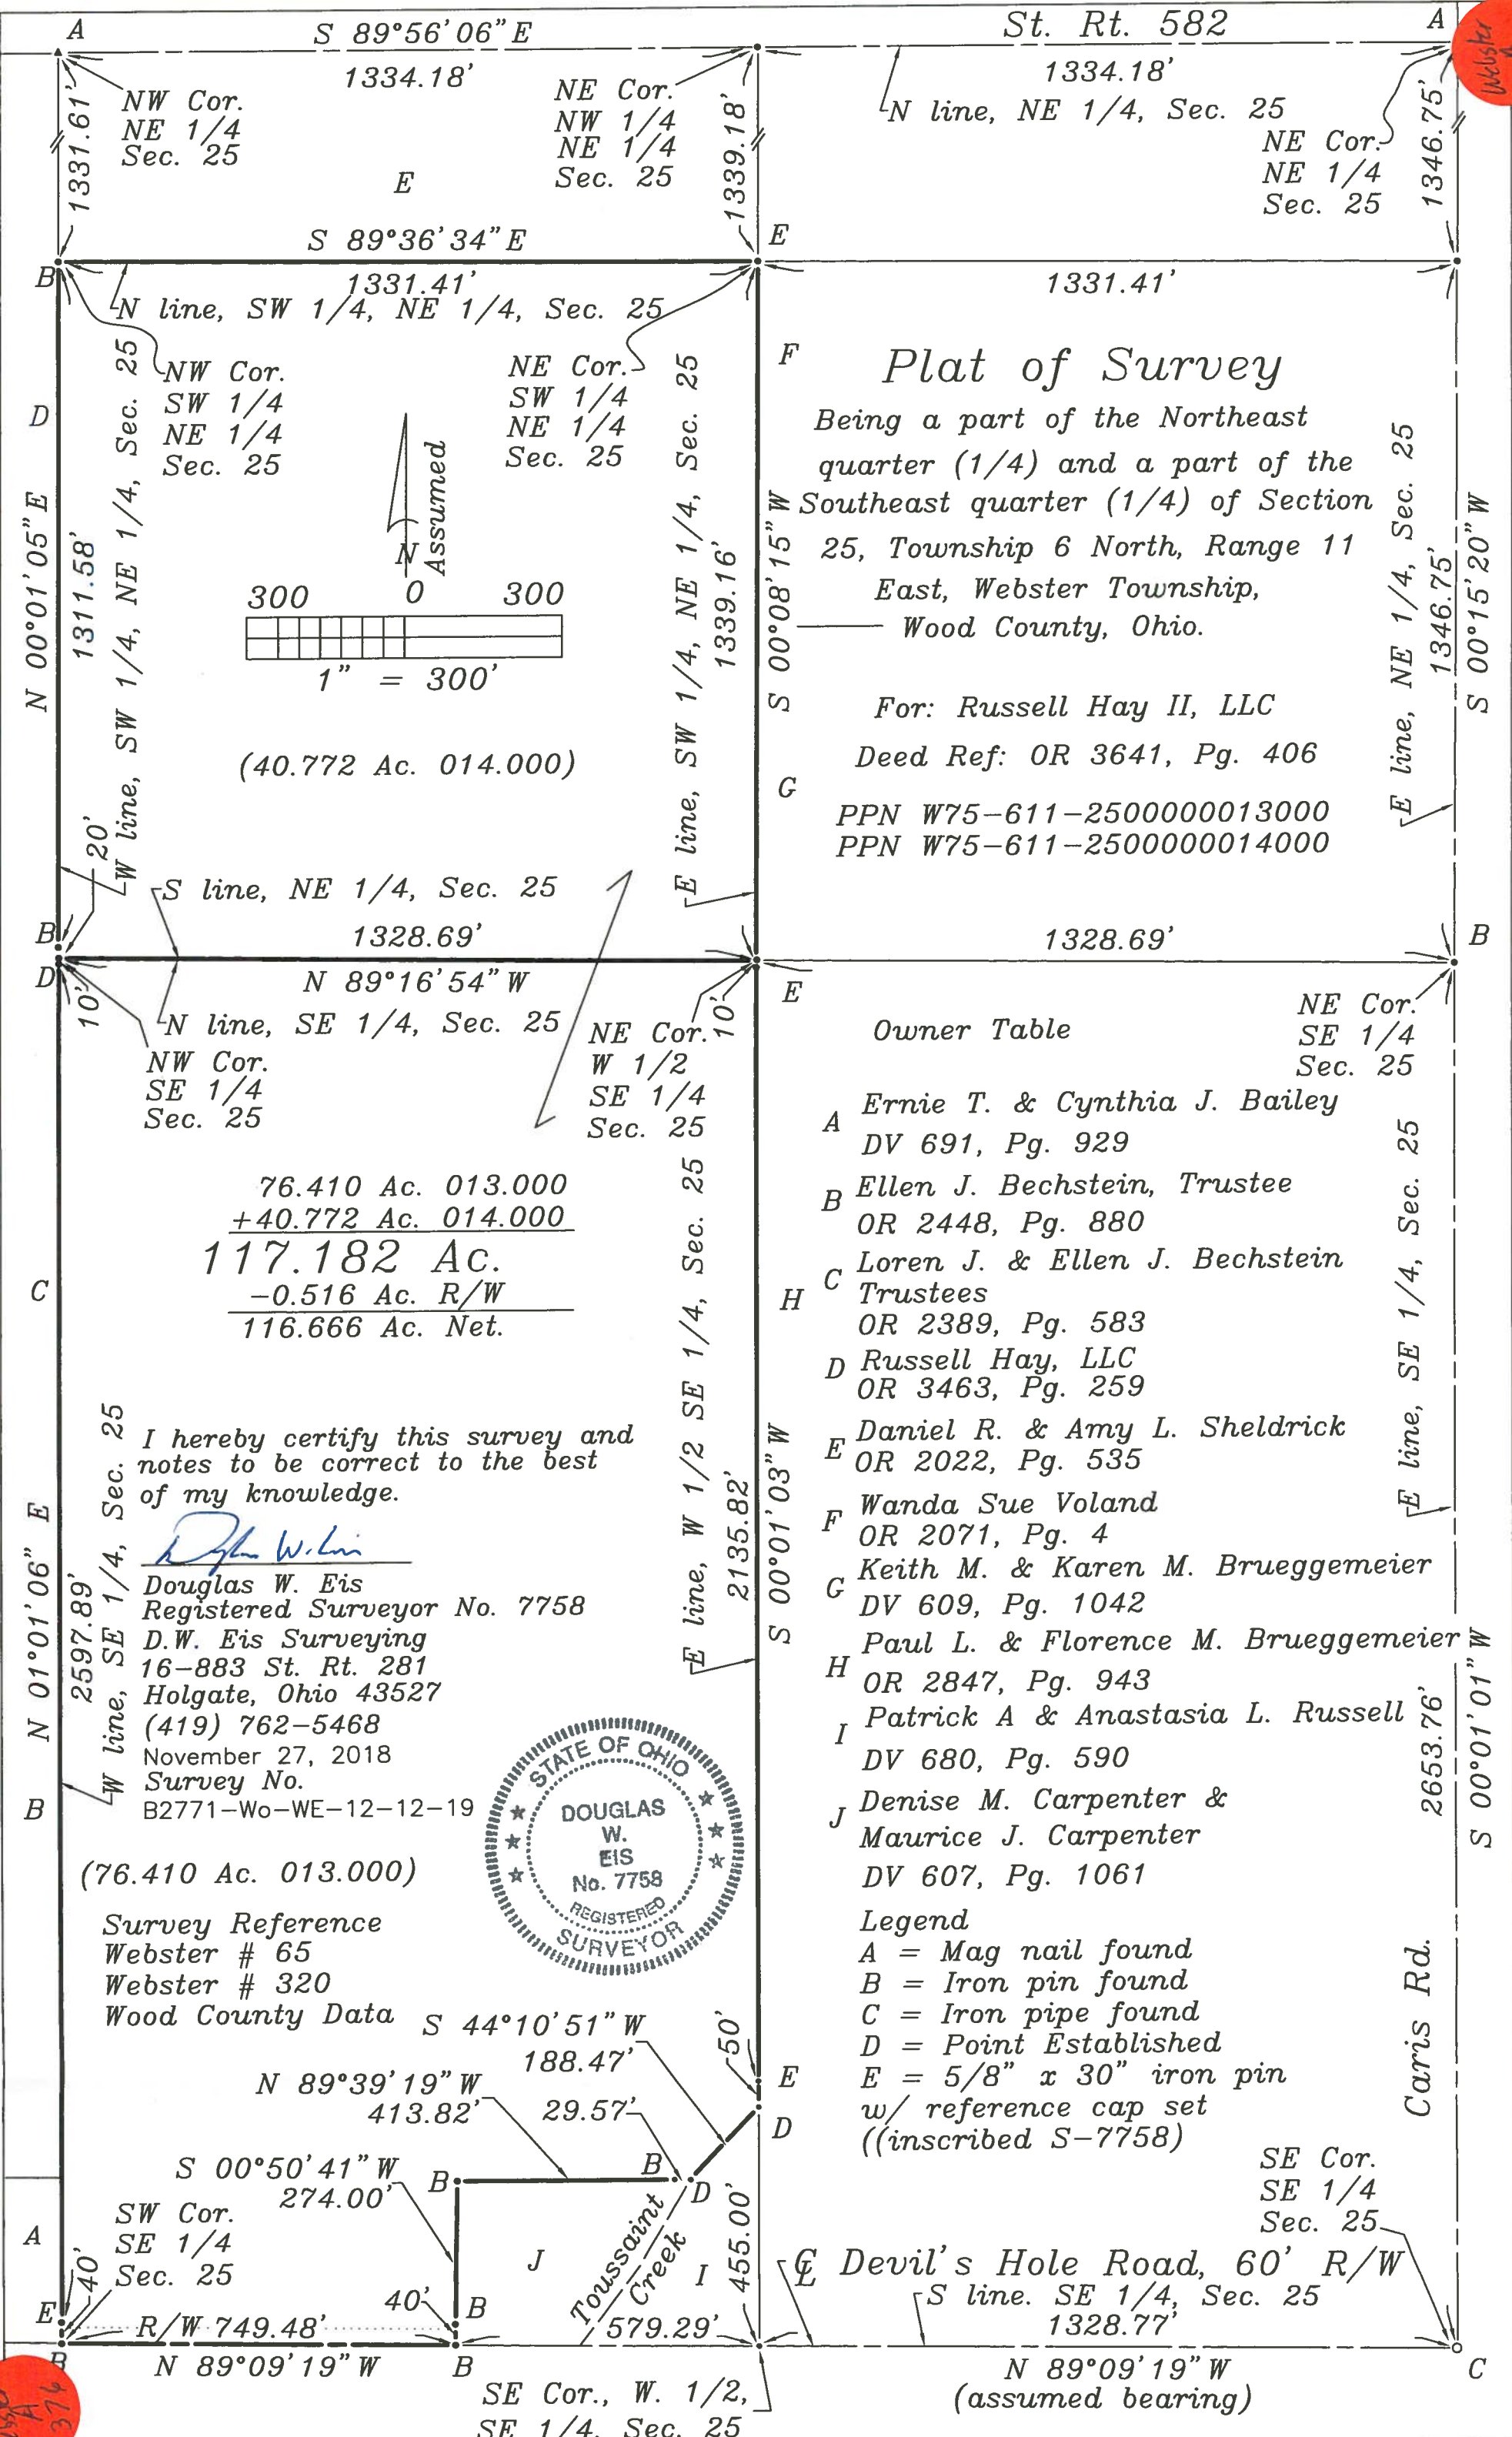 A
S 89°56'06"E
St. Rt. 582
A
Webster
1334.18'
1334.18'
N line, NE 1/4, Sec. 25
1331.61'
NW Cor.
NE 1/4
Sec. 25
NE Cor.
NW 1/4
NE 1/4
Sec. 25
1339.18'
NE Cor.
NE 1/4
Sec. 25
1346.75'
E
S 89°36'34"E
E
B
1331.41'
1331.41'
N line, SW 1/4, NE 1/4, Sec. 25
NW Cor.
SW 1/4
NE 1/4
Sec. 25
NE Cor.
SW 1/4
NE 1/4
Sec. 25
D
N 00°01'05"E
1311.58'
W line, SW 1/4, NE 1/4, Sec. 25
N
Assumed
300 0 300
1" = 300'
(40.772 Ac. 014.000)
E line, SW 1/4, NE 1/4, Sec. 25
1339.16'
S 00°08'15"W
F
G
Plat of Survey
Being a part of the Northeast
quarter (1/4) and a part of the
Southeast quarter (1/4) of Section
25, Township 6 North, Range 11
East, Webster Township,
Wood County, Ohio.
For: Russell Hay II, LLC
Deed Ref: OR 3641, Pg. 406
PPN W75-611-2500000013000
PPN W75-611-2500000014000
E line, NE 1/4, Sec. 25
1346.75'
S 00°15'20"W
20'
S line, NE 1/4, Sec. 25
B
1328.69'
1328.69'
B
D
N 89°16'54"W
E
10'
N line, SE 1/4, Sec. 25
NW Cor.
SE 1/4
Sec. 25
NE Cor.
W 1/2
SE 1/4
Sec. 25
10'
NE Cor.
SE 1/4
Sec. 25
76.410 Ac. 013.000
+40.772 Ac. 014.000
117.182 Ac.
-0.516 Ac. R/W
116.666 Ac. Net.
C
H
Owner Table
A Ernie T. & Cynthia J. Bailey
DV 691, Pg. 929
B Ellen J. Bechstein, Trustee
OR 2448, Pg. 880
C Loren J. & Ellen J. Bechstein
Trustees
OR 2389, Pg. 583
D Russell Hay, LLC
OR 3463, Pg. 259
E Daniel R. & Amy L. Sheldrick
OR 2022, Pg. 535
F Wanda Sue Voland
OR 2071, Pg. 4
G Keith M. & Karen M. Brueggemeier
DV 609, Pg. 1042
H Paul L. & Florence M. Brueggemeier
OR 2847, Pg. 943
I Patrick A & Anastasia L. Russell
DV 680, Pg. 590
J Denise M. Carpenter &
Maurice J. Carpenter
DV 607, Pg. 1061
Legend
A = Mag nail found
B = Iron pin found
C = Iron pipe found
D = Point Established
E = 5/8" x 30" iron pin
w/ reference cap set
((inscribed S-7758)
E line, SE 1/4, Sec. 25
2653.76'
S 00°01'01"W
Caris Rd.
I hereby certify this survey and
notes to be correct to the best
of my knowledge.
Douglas W. Eis
Registered Surveyor No. 7758
D.W. Eis Surveying
16-883 St. Rt. 281
Holgate, Ohio 43527
(419) 762-5468
November 27, 2018
Survey No.
B2771-Wo-WE-12-12-19
(76.410 Ac. 013.000)
Survey Reference
Webster # 65
Webster # 320
Wood County Data
STATE OF OHIO
DOUGLAS
W.
EIS
No. 7758
REGISTERED
SURVEYOR
N 01°01'06" E
2597.89'
W line, SE 1/4, Sec. 25
B
E line, W 1/2 SE 1/4, Sec. 25
2135.82'
S 00°01'03"W
S 44°10'51"W
188.47'
50'
E
D
N 89°39'19"W
413.82'
29.57'
S 00°50'41"W
274.00'
B
B
D
SW Cor.
SE 1/4
Sec. 25
A
J
Toussaint
Creek
I
455.00'
40'
E
40'
B
R/W 749.48'
579.29'
℄ Devil's Hole Road, 60' R/W
S line. SE 1/4, Sec. 25
1328.77'
SE Cor.
SE 1/4
Sec. 25
B
N 89°09'19"W
B
N 89°09'19"W
(assumed bearing)
C
SE Cor., W. 1/2,
SE 1/4, Sec. 25
A
376